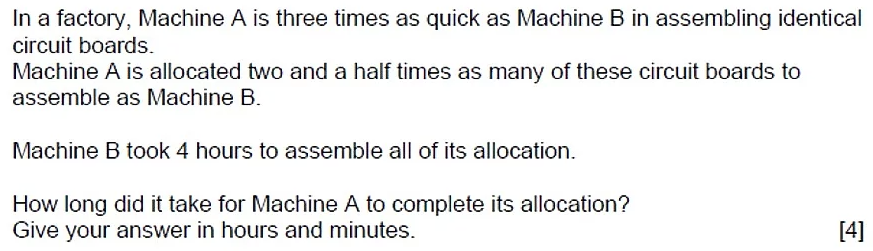 In a factory, Machine A is three times as quick as Machine B in assembling identical
circuit boards.
Machine A is allocated two and a half times as many of these circuit boards to
assemble as Machine B.
Machine B took 4 hours to assemble all of its allocation.
How long did it take for Machine A to complete its allocation?
Give your answer in hours and minutes. [4]